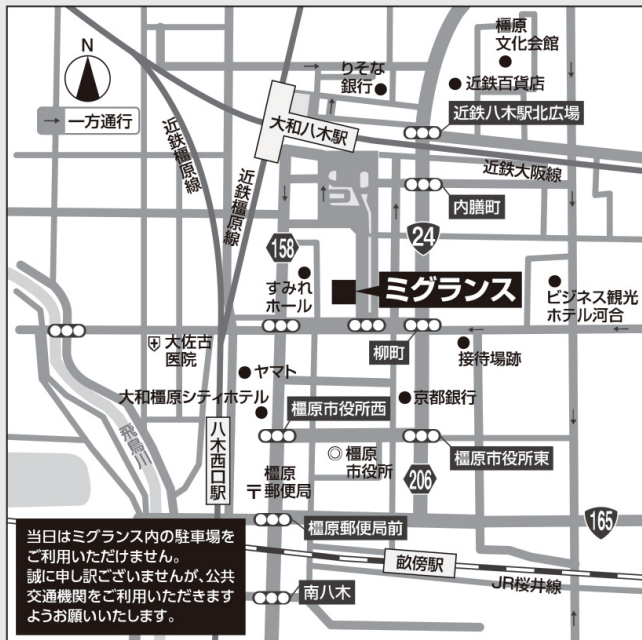 N
一方通行
橿原
文化会館
りそな
銀行
近鉄百貨店
近鉄八木駅北広場
大和八木駅
近鉄橿原線
近鉄橿原線
近鉄大阪線
内膳町
24
158
すみれ
ホール
ミグランス
ビジネス観光
ホテル河合
大佐古
医院
柳町
接待場跡
ヤマト
大和橿原シティホテル
橿原市役所西
京都銀行
飛鳥川
八木西口駅
橿原
市役所
橿原市役所東
橿原
〒郵便局
206
165
橿原郵便局前
畝傍駅
JR桜井線
南八木
当日はミグランス内の駐車場を
ご利用いただけません。
誠に申し訳ございませんが、公共
交通機関をご利用いただきます
ようお願いいたします。